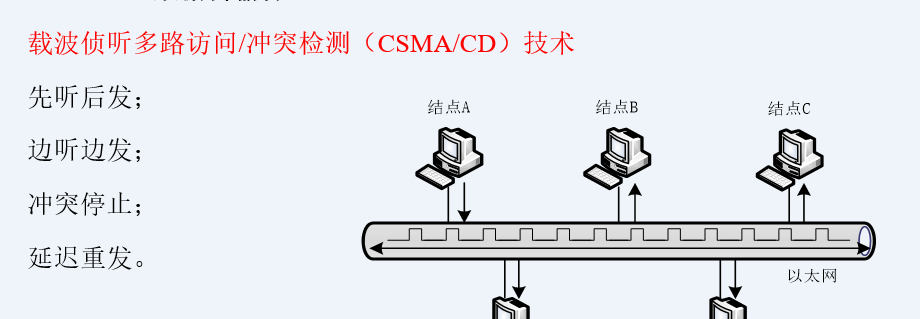 载波侦听多路访问/冲突检测（CSMA/CD）技术
先听后发；
边听边发；
冲突停止；
延迟重发。
结点A
结点B
结点C
以太网